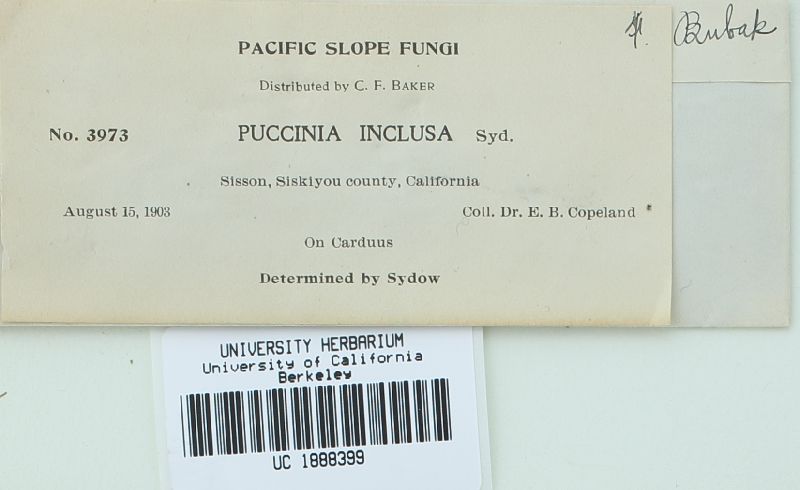 PACIFIC SLOPE FUNGI
Distributed by C. F. BAKER
No. 3973 PUCCINIA INCLUSA Syd.
Sisson, Siskiyou county, California
August 15, 1903 Coll. Dr. E. B. Copeland
On Carduus
Determined by Sydow
Bubak
UNIVERSITY HERBARIUM
University of California
Berkeley
UC 1888399